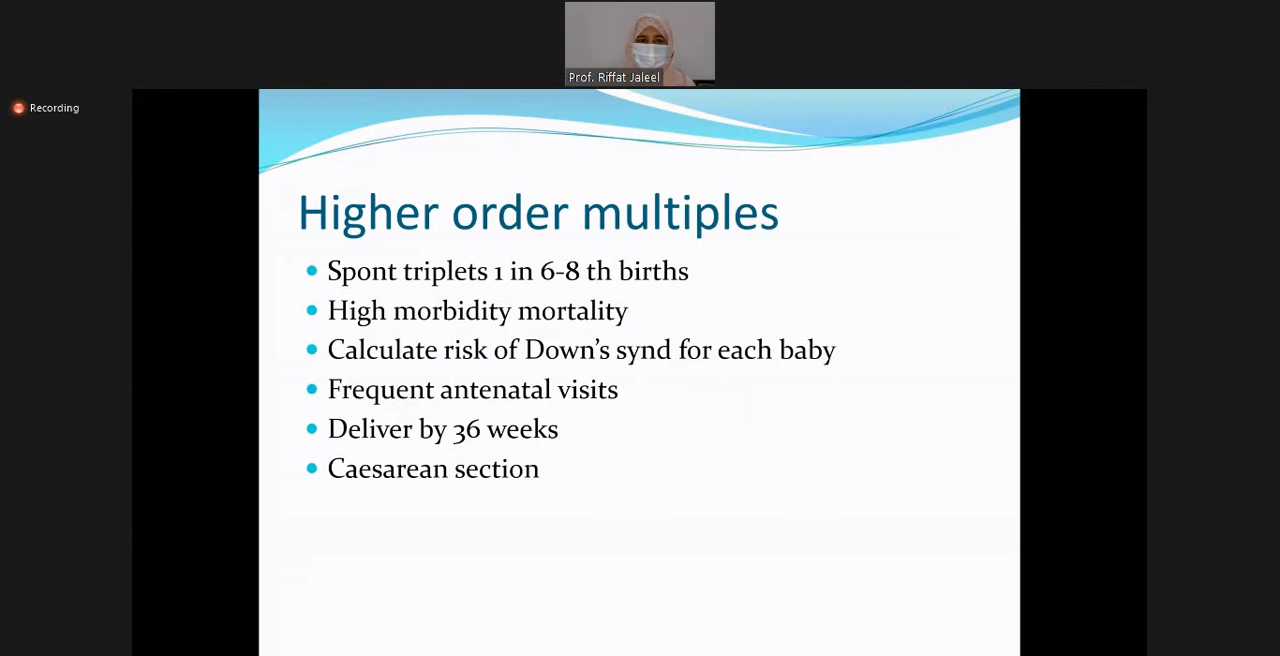 Prof. Riffat Jaleel
Recording
Higher order multiples
Spont triplets 1 in 6-8 th births
High morbidity mortality
Calculate risk of Down's synd for each baby
Frequent antenatal visits
Deliver by 36 weeks
Caesarean section